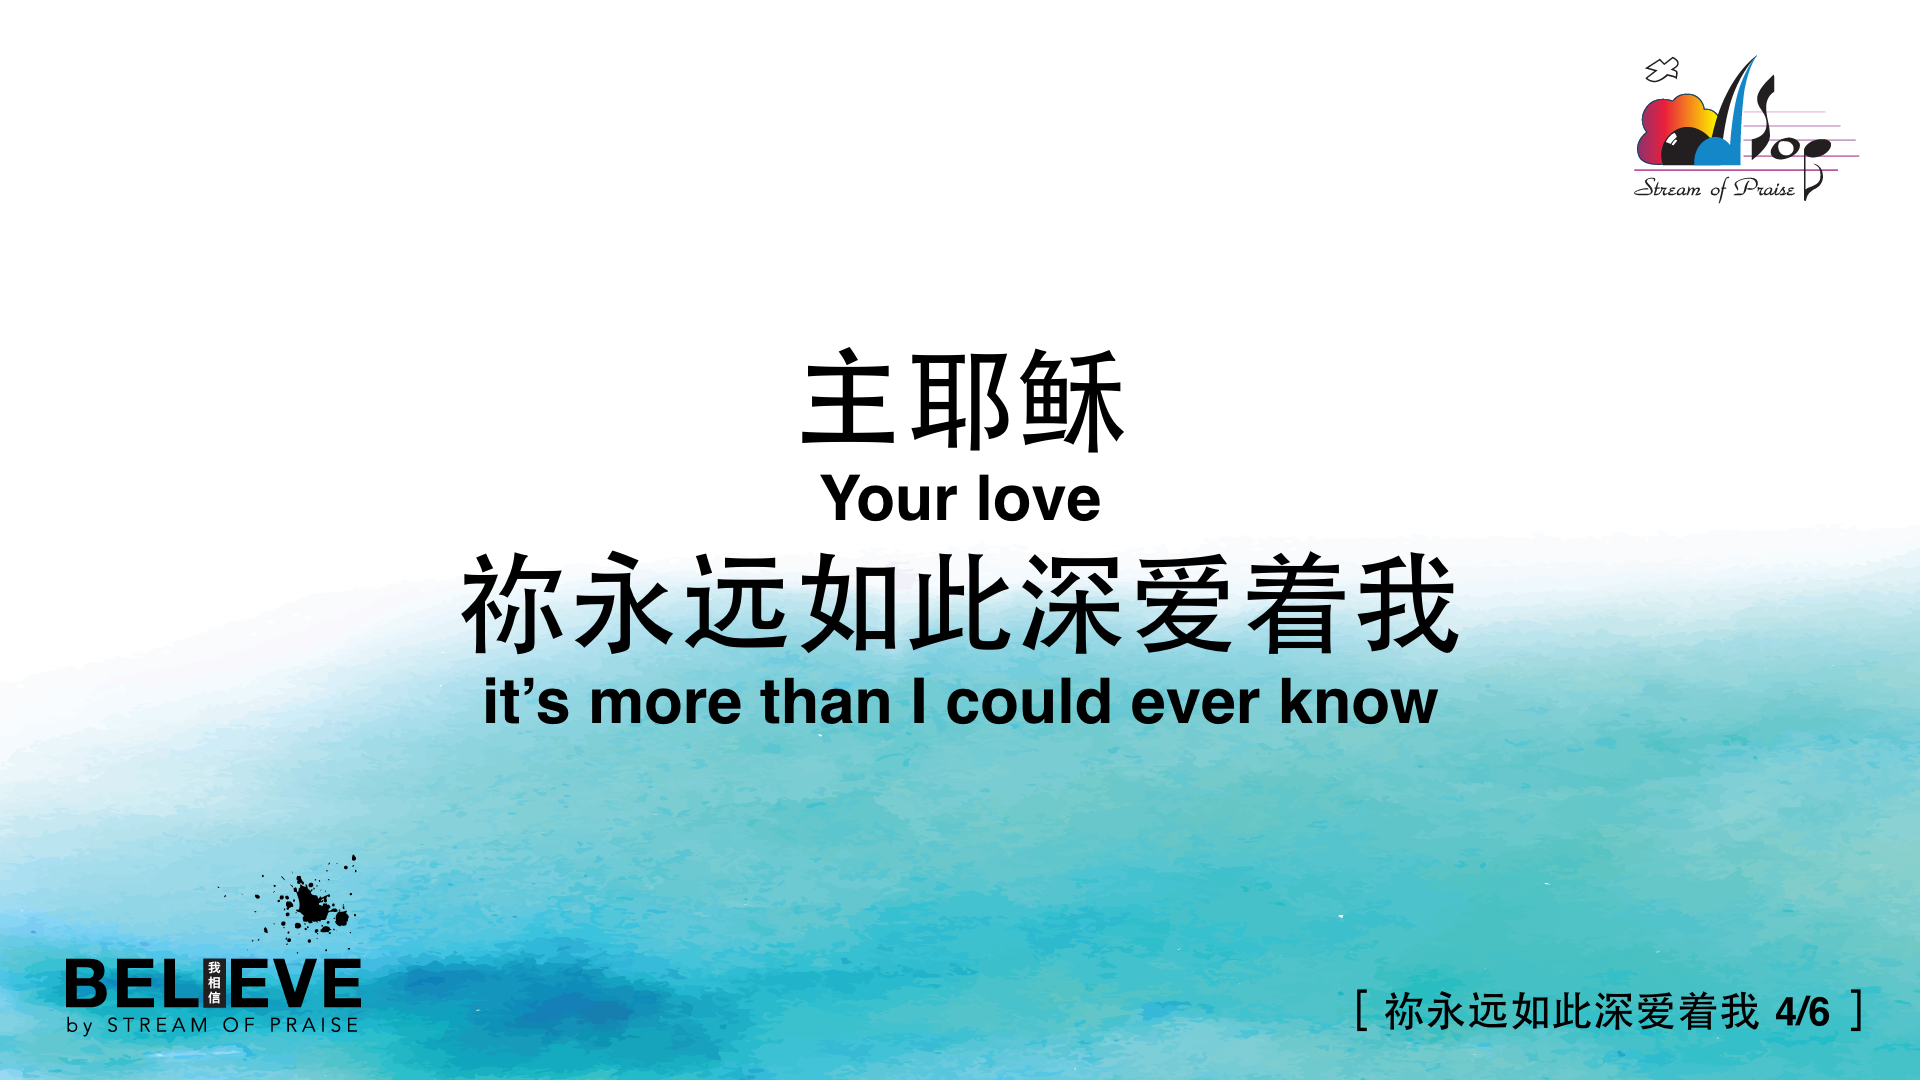 Sop
Stream of Praise
主耶稣
Your love
祢永远如此深爱着我
it’s more than I could ever know
BELIEVE
我相信
by STREAM OF PRAISE
[ 祢永远如此深爱着我 4/6 ]